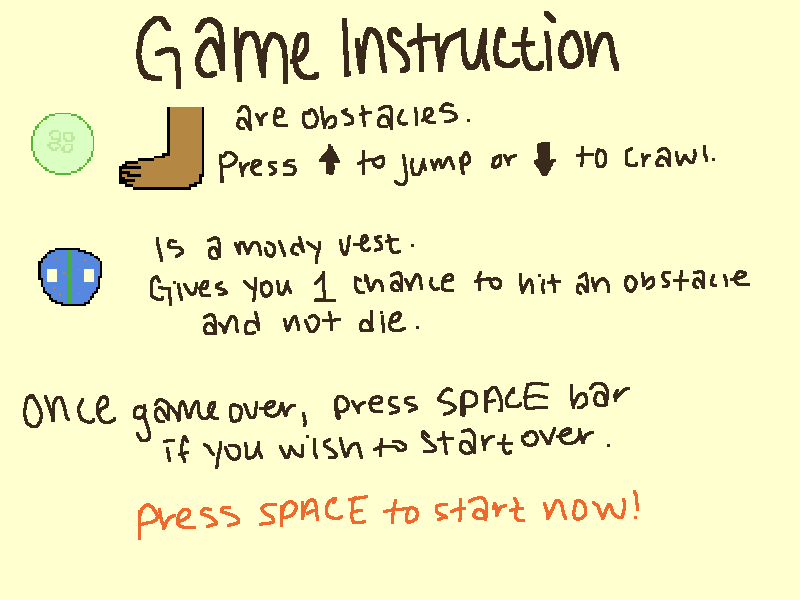 Game Instruction
are obstacles.
Press ↑ to jump or ↓ to crawl.
Is a moldy vest.
Gives you 1 chance to hit an obstacle
and not die.
Once game over, press SPACE bar
if you wish to start over.
Press SPACE to start now!